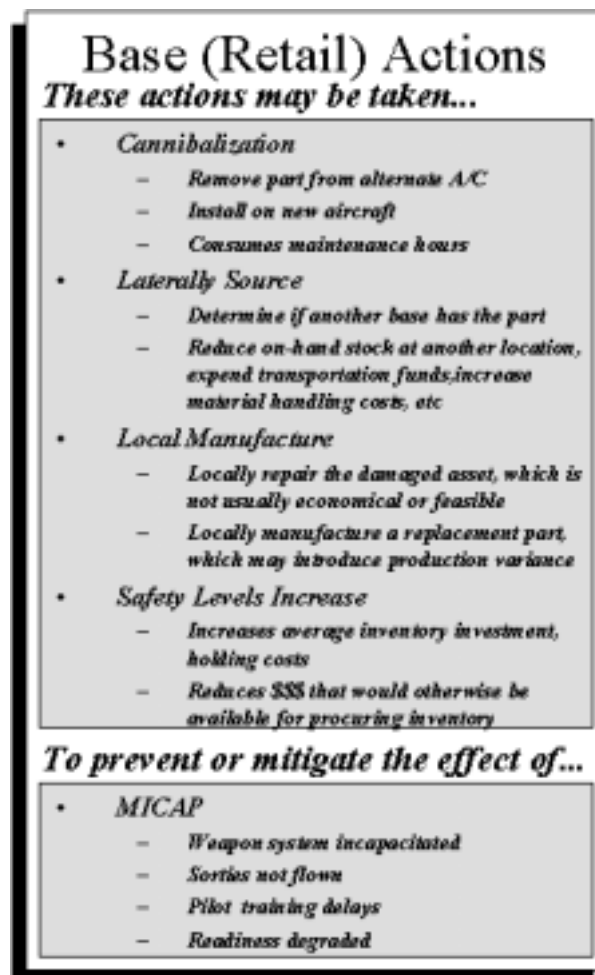 Base (Retail) Actions
These actions may be taken...
• Cannibalization
– Remove part from alternate A/C
– Install on new aircraft
– Consumes maintenance hours
• Laterally Source
– Determine if another base has the part
– Reduce on-hand stock at another location,
expend transportation funds,increase
material handling costs, etc
• Local Manufacture
– Locally repair the damaged asset, which is
not usually economical or feasible
– Locally manufacture a replacement part,
which may introduce production variance
• Safety Levels Increase
– Increases average inventory investment,
holding costs
– Reduces $$$ that would otherwise be
available for procuring inventory
To prevent or mitigate the effect of...
• MICAP
– Weapon system incapacitated
– Sorties not flown
– Pilot training delays
– Readiness degraded